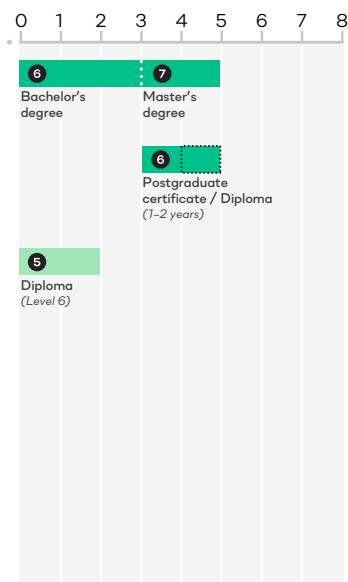 0 1 2 3 4 5 6 7 8
6 7
Bachelor's
degree
Master's
degree
6
Postgraduate
certificate / Diploma
(1–2 years)
5
Diploma
(Level 6)